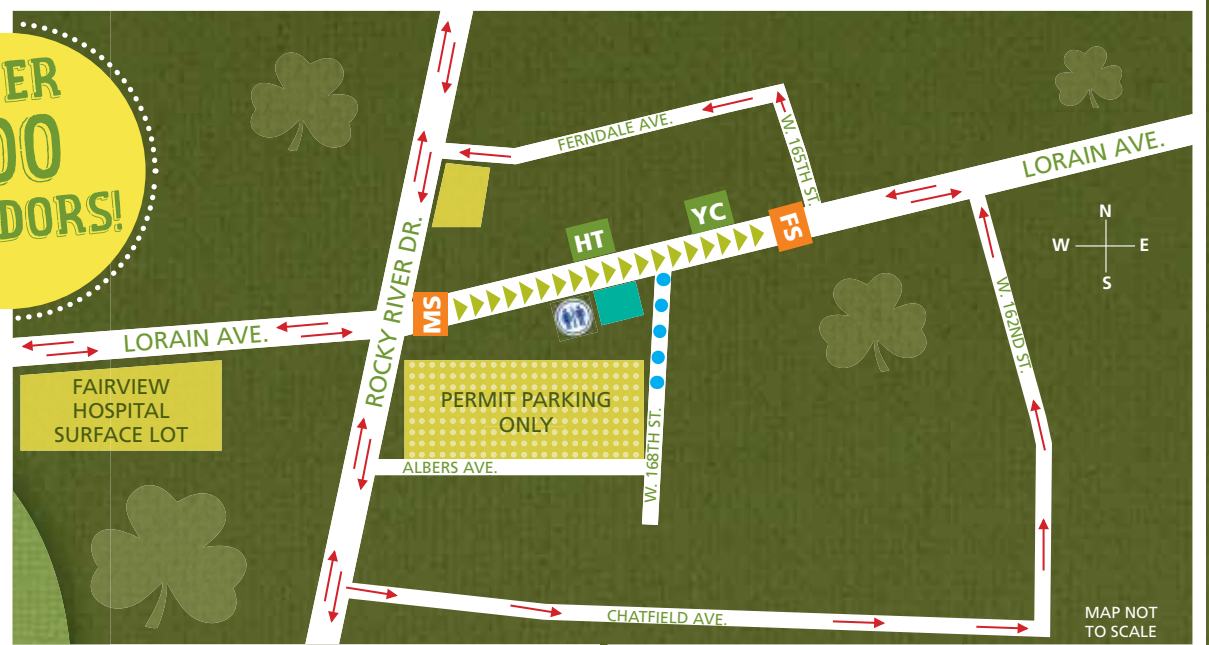 ER
00
DORS!
FERNDALE AVE.
W. 165TH ST.
LORAIN AVE.
N
W
E
S
YC
HT
FS
MS
ROCKY RIVER DR.
LORAIN AVE.
W. 162ND ST.
FAIRVIEW
HOSPITAL
SURFACE LOT
PERMIT PARKING
ONLY
ALBERS AVE.
W. 168TH ST.
CHATFIELD AVE.
MAP NOT
TO SCALE